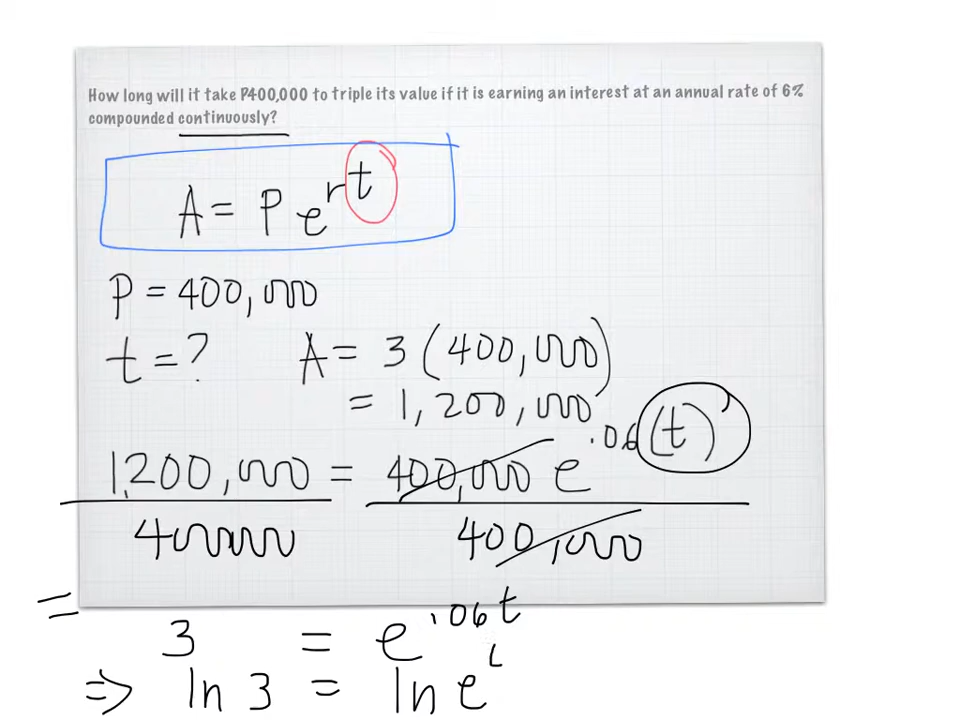 How long will it take P400,000 to triple its value if it is earning an interest at an annual rate of 6%
compounded continuously?
A = P e^rt
P = 400,000
t = ? A = 3 (400,000)
= 1,200,000
1,200,000 = 400,000 e^.06(t)
400000 400,000
= 3 = e^.06t
=> ln 3 = ln e